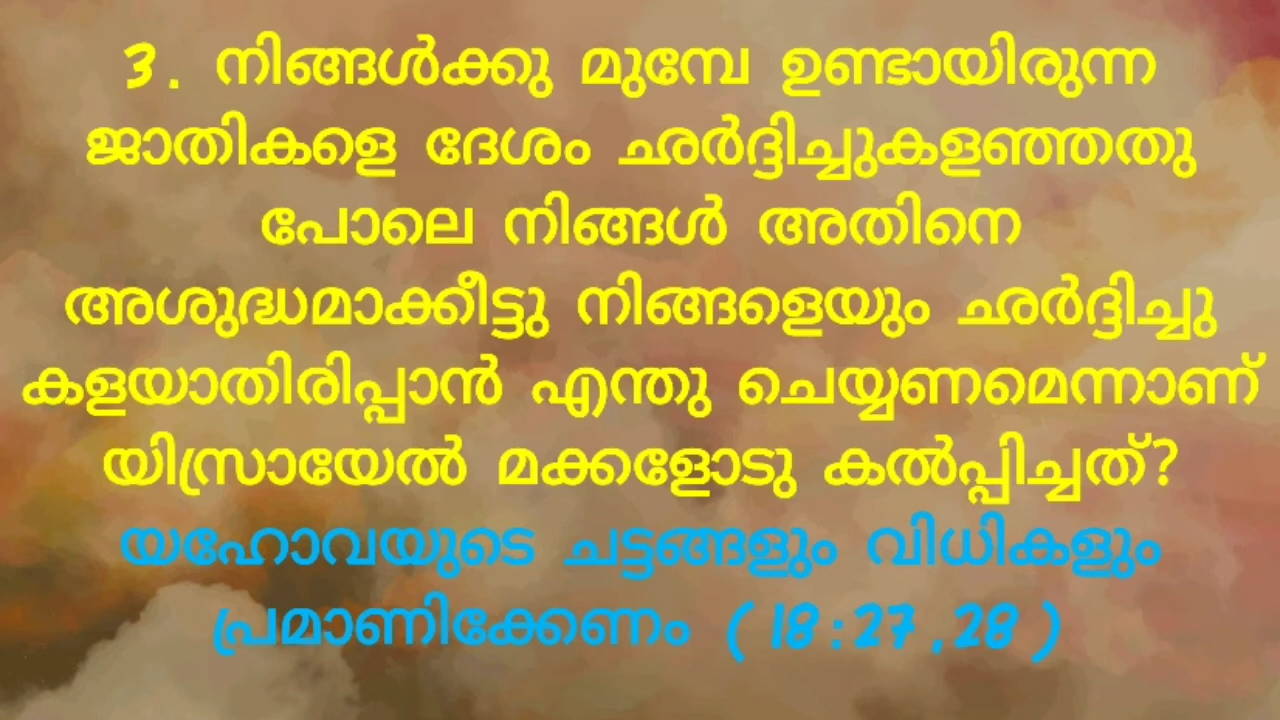 3. നിങ്ങൾക്കു മുമ്പേ ഉണ്ടായിരുന്ന
ജാതികളെ ദേശം ഛർദ്ദിച്ചുകളഞ്ഞതു
പോലെ നിങ്ങൾ അതിനെ
അശുദ്ധമാക്കീട്ടു നിങ്ങളെയും ഛർദ്ദിച്ചു
കളയാതിരിപ്പാൻ എന്തു ചെയ്യണമെന്നാണ്
യിസ്രായേൽ മക്കളോടു കൽപ്പിച്ചത്?
യഹോവയുടെ ചട്ടങ്ങളും വിധികളും
പ്രമാണിക്കേണം (18:27,28)